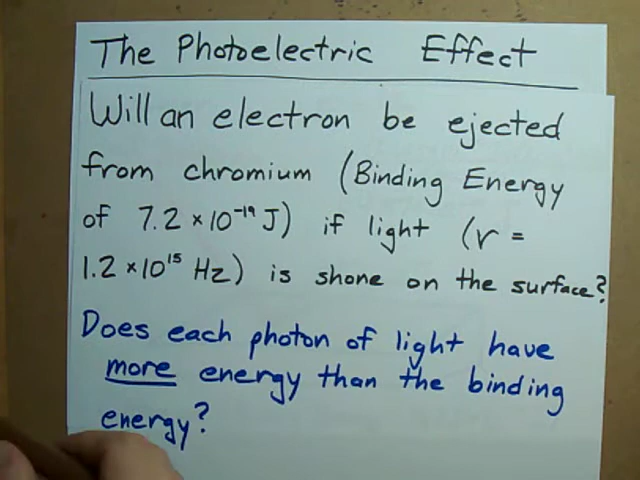 The Photoelectric Effect
Will an electron be ejected
from chromium (Binding Energy
of 7.2 × 10⁻¹⁹ J) if light (ν =
1.2 × 10¹⁵ Hz) is shone on the surface?
Does each photon of light have
more energy than the binding
energy?